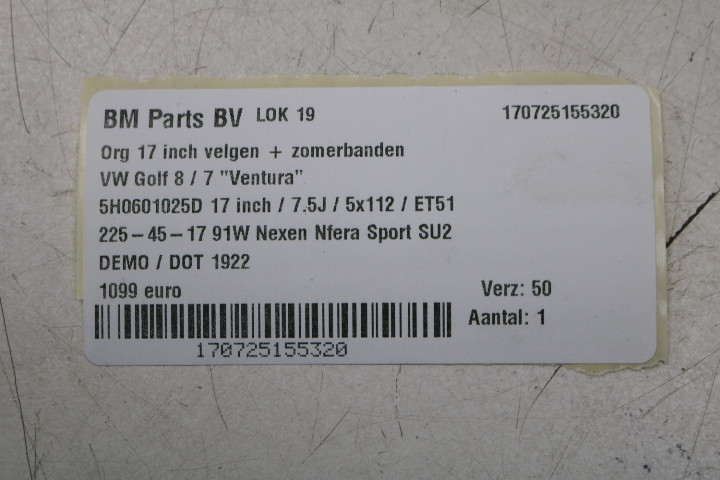 BM Parts BV LOK 19 170725155320
Org 17 inch velgen + zomerbanden
VW Golf 8 / 7 "Ventura"
5H0601025D 17 inch / 7.5J / 5x112 / ET51
225-45-17 91W Nexen Nfera Sport SU2
DEMO / DOT 1922
1099 euro Verz: 50
Aantal: 1
170725155320